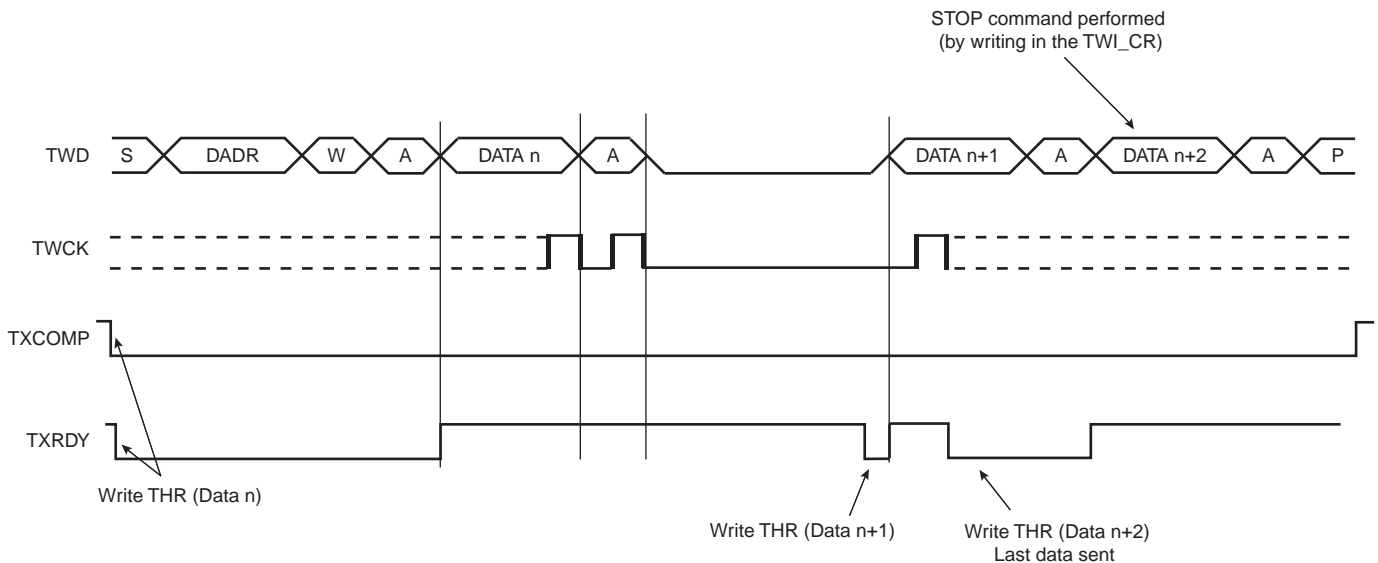 STOP command performed
(by writing in the TWI_CR)
TWD S DADR W A DATA n A DATA n+1 A DATA n+2 A P
TWCK
TXCOMP
TXRDY
Write THR (Data n)
Write THR (Data n+1)
Write THR (Data n+2)
Last data sent